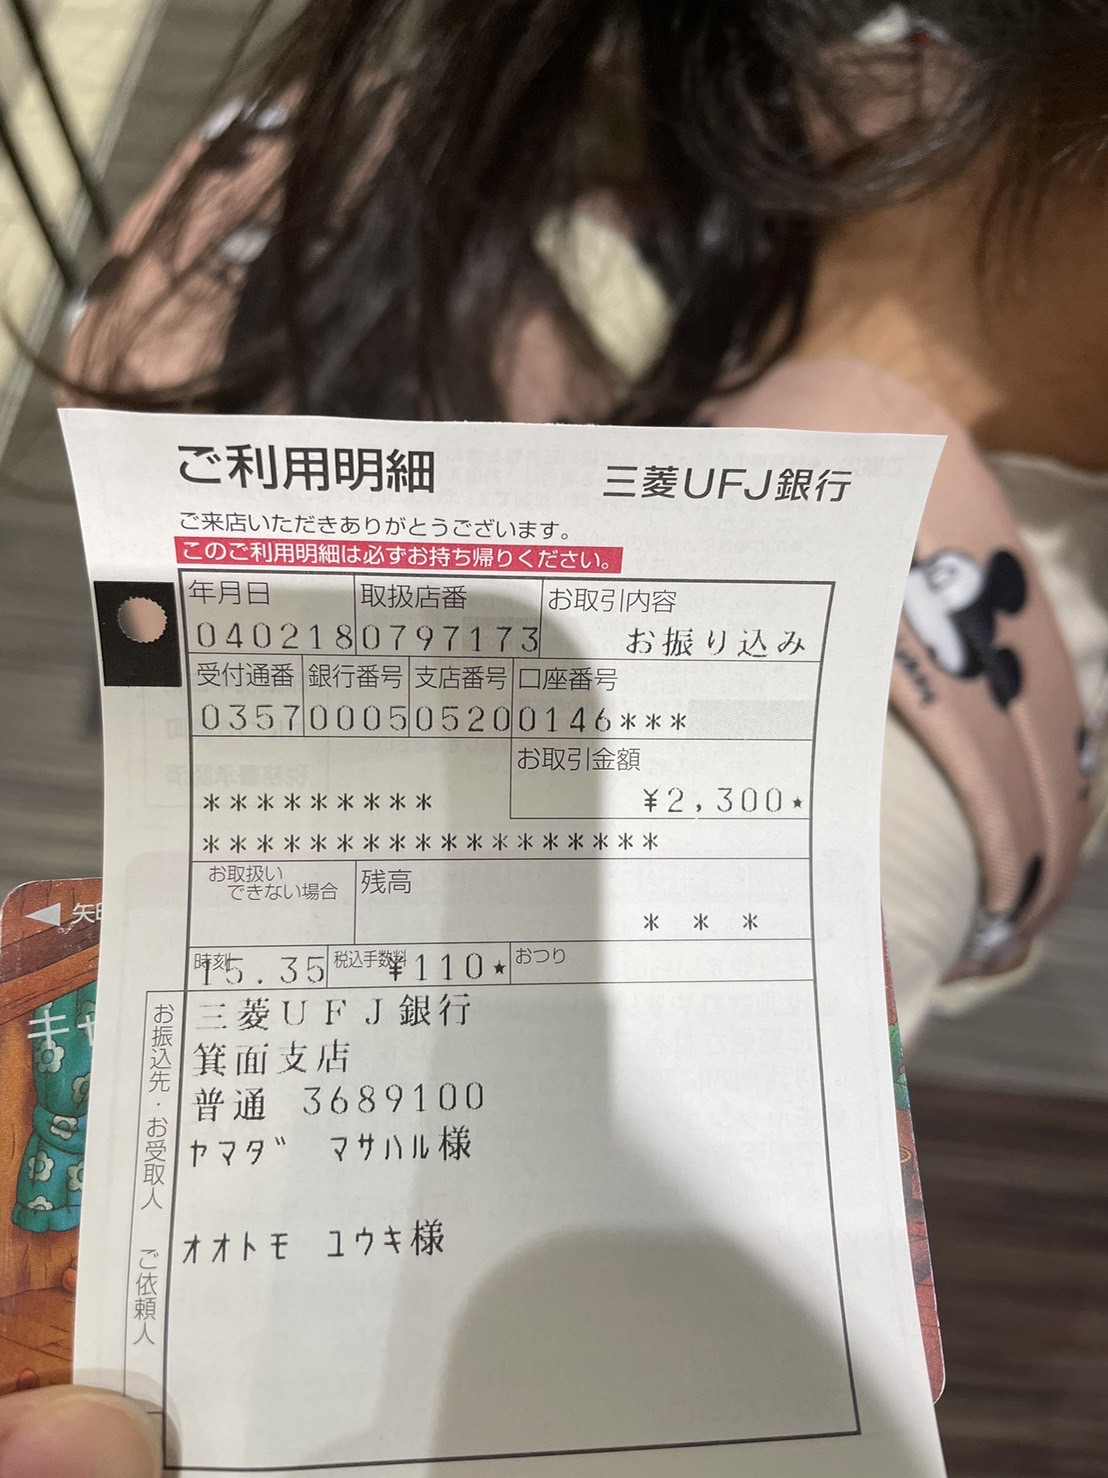 ご利用明細
三菱UFJ銀行
ご来店いただきありがとうございます。
このご利用明細は必ずお持ち帰りください。
年月日 取扱店番 お取引内容
040218 0797173 お振り込み
受付通番 銀行番号 支店番号 口座番号
0357 0005 0520 0146***
お取引金額
*********
¥2,300★
*****************
お取扱い
できない場合
残高
* * *
時刻 税込手数料 おつり
15.35 ¥110★
お振込先・お受取人 ご依頼人
三菱UFJ銀行
箕面支店
普通 3689100
ヤマダ マサハル様
オオトモ ユウキ様
◀
キャ